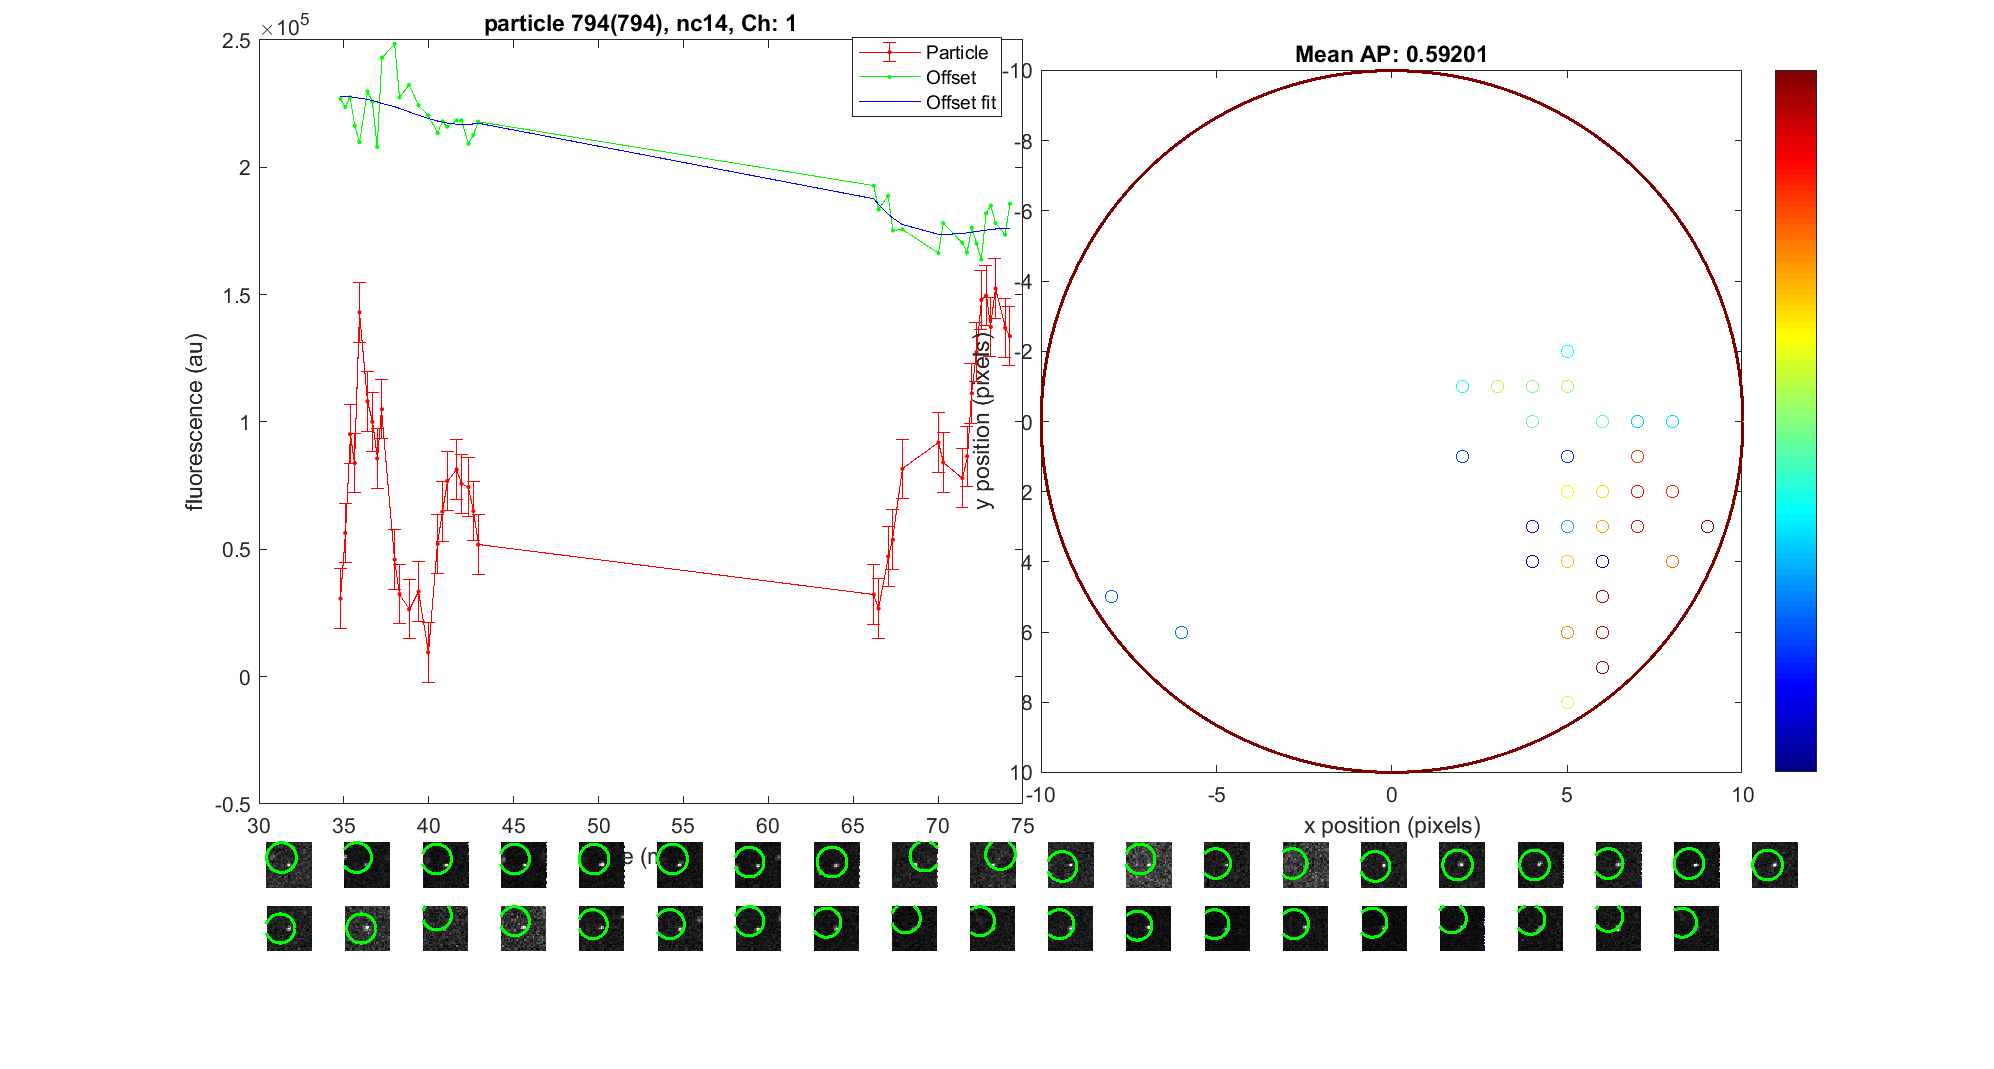 particle 794(794), nc14, Ch: 1
×10^5
Particle
Offset
Offset fit
2.5
2
1.5
1
0.5
0
-0.5
fluorescence (au)
30 35 40 45 50 55 60 65 70 75
e (m
Mean AP: 0.59201
-10
-8
-6
-4
-2
0
2
4
6
8
10
y position (pixels)
-10 -5 0 5 10
x position (pixels)